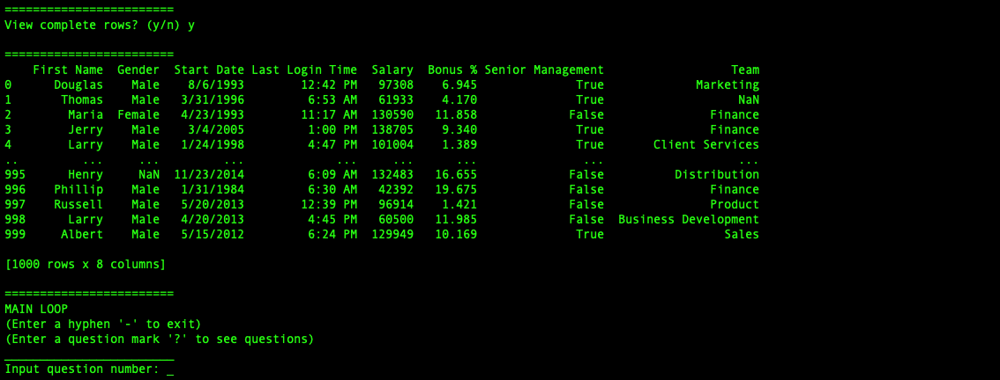 ========================
View complete rows? (y/n) y
========================
    First Name  Gender  Start Date Last Login Time  Salary  Bonus % Senior Management                  Team
0      Douglas    Male    8/6/1993        12:42 PM   97308    6.945              True             Marketing
1       Thomas    Male   3/31/1996         6:53 AM   61933    4.170              True                   NaN
2        Maria  Female   4/23/1993        11:17 AM  130590   11.858             False               Finance
3        Jerry    Male    3/4/2005         1:00 PM  138705    9.340              True               Finance
4        Larry    Male   1/24/1998         4:47 PM  101004    1.389              True       Client Services
..         ...     ...         ...             ...     ...      ...               ...                   ...
995      Henry     NaN  11/23/2014         6:09 AM  132483   16.655             False          Distribution
996    Phillip    Male   1/31/1984         6:30 AM   42392   19.675             False               Finance
997    Russell    Male   5/20/2013        12:39 PM   96914    1.421             False               Product
998      Larry    Male   4/20/2013         4:45 PM   60500   11.985             False  Business Development
999     Albert    Male   5/15/2012         6:24 PM  129949   10.169              True                 Sales
[1000 rows x 8 columns]
========================
MAIN LOOP
(Enter a hyphen '-' to exit)
(Enter a question mark '?' to see questions)
________________________
Input question number: _